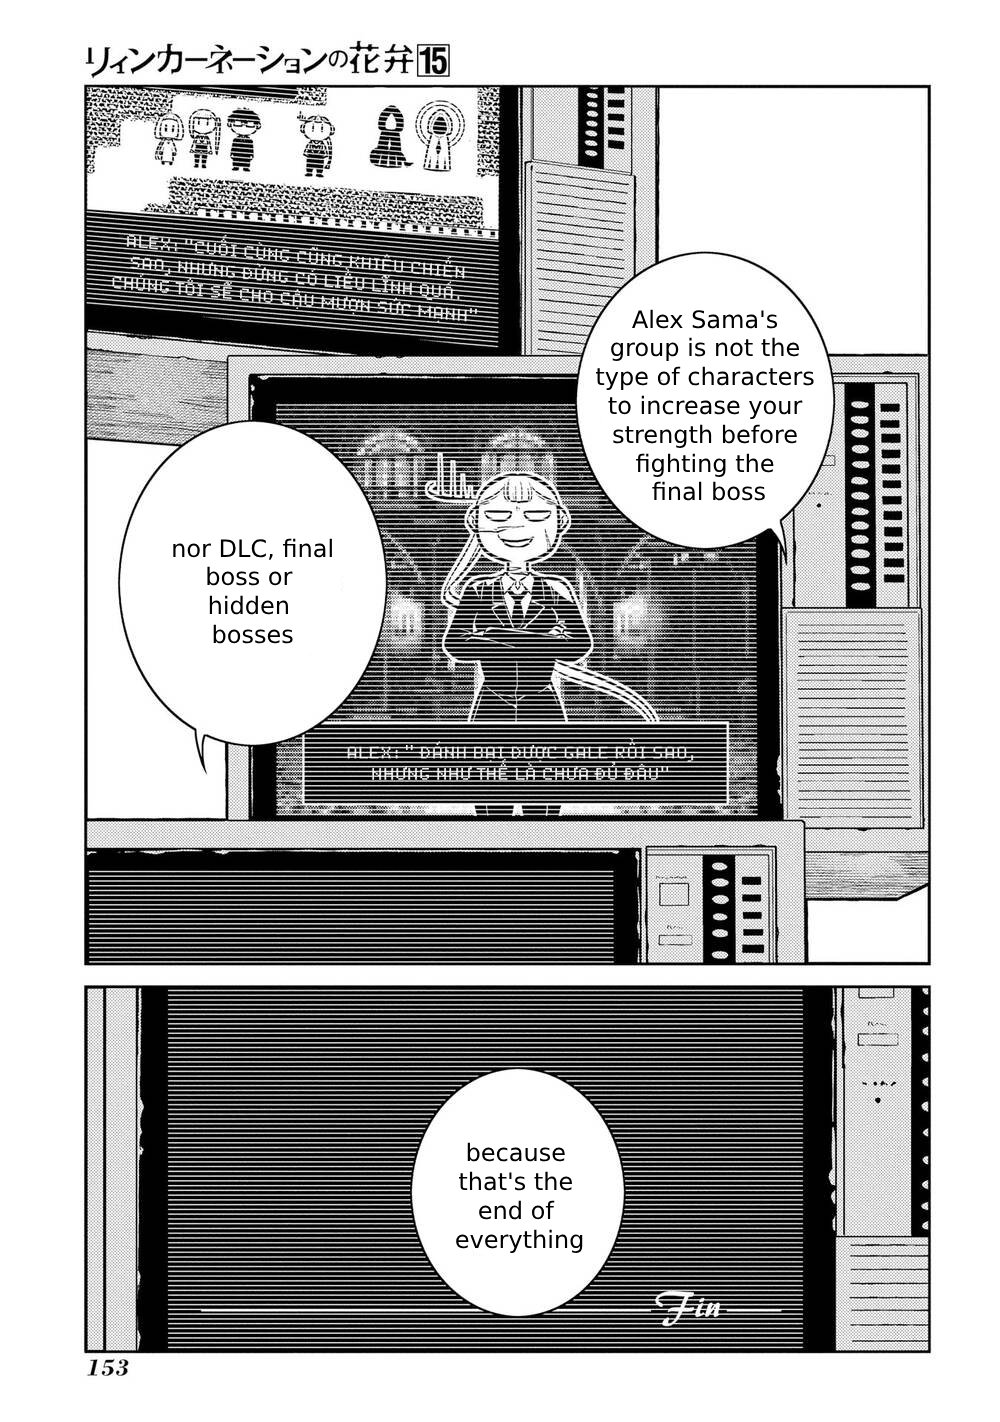 リィンカーネーションの花弁15
ALEX: "CUỐI CÙNG CŨNG KHIÊU CHIẾN
SAO, NHƯNG ĐỪNG CÓ LIỀU LĨNH QUÁ.
CHÚNG TÔI SẼ CHO CẬU MƯỢN SỨC MẠNH"
Alex Sama's
group is not the
type of characters
to increase your
strength before
fighting the
final boss
nor DLC, final
boss or
hidden
bosses
ALEX: " ĐÁNH BẠI ĐƯỢC GALE RỒI SAO,
NHƯNG NHƯ THẾ LÀ CHƯA ĐỦ ĐÂU"
because
that's the
end of
everything
Fin
153